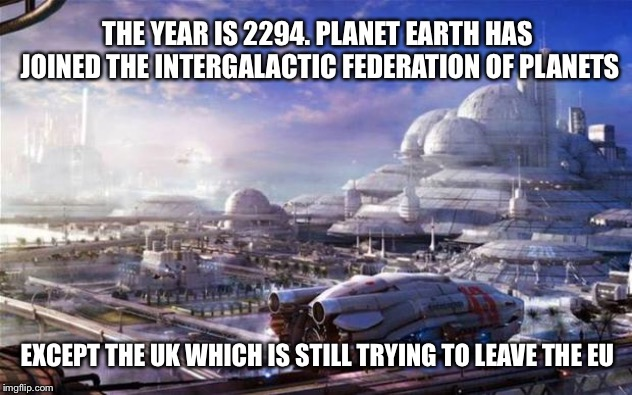 THE YEAR IS 2294. PLANET EARTH HAS
JOINED THE INTERGALACTIC FEDERATION OF PLANETS
EXCEPT THE UK WHICH IS STILL TRYING TO LEAVE THE EU
imgflip.com